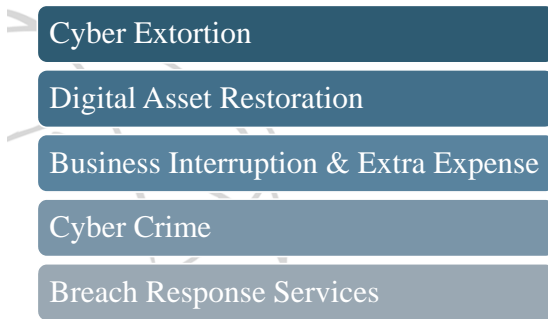 Cyber Extortion
Digital Asset Restoration
Business Interruption & Extra Expense
Cyber Crime
Breach Response Services